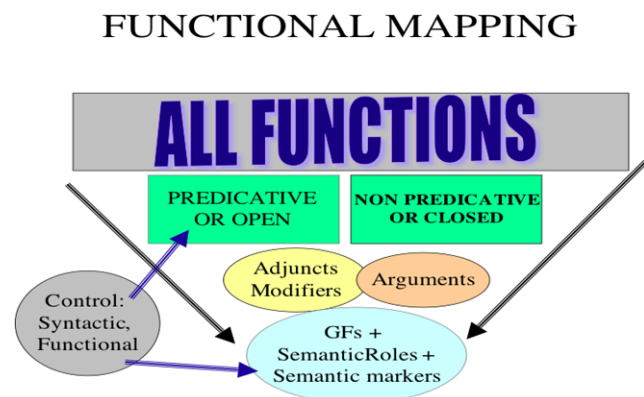 FUNCTIONAL MAPPING
ALL FUNCTIONS
PREDICATIVE
OR OPEN
NON PREDICATIVE
OR CLOSED
Adjuncts
Modifiers
Arguments
Control:
Syntactic,
Functional
GFs +
SemanticRoles +
Semantic markers